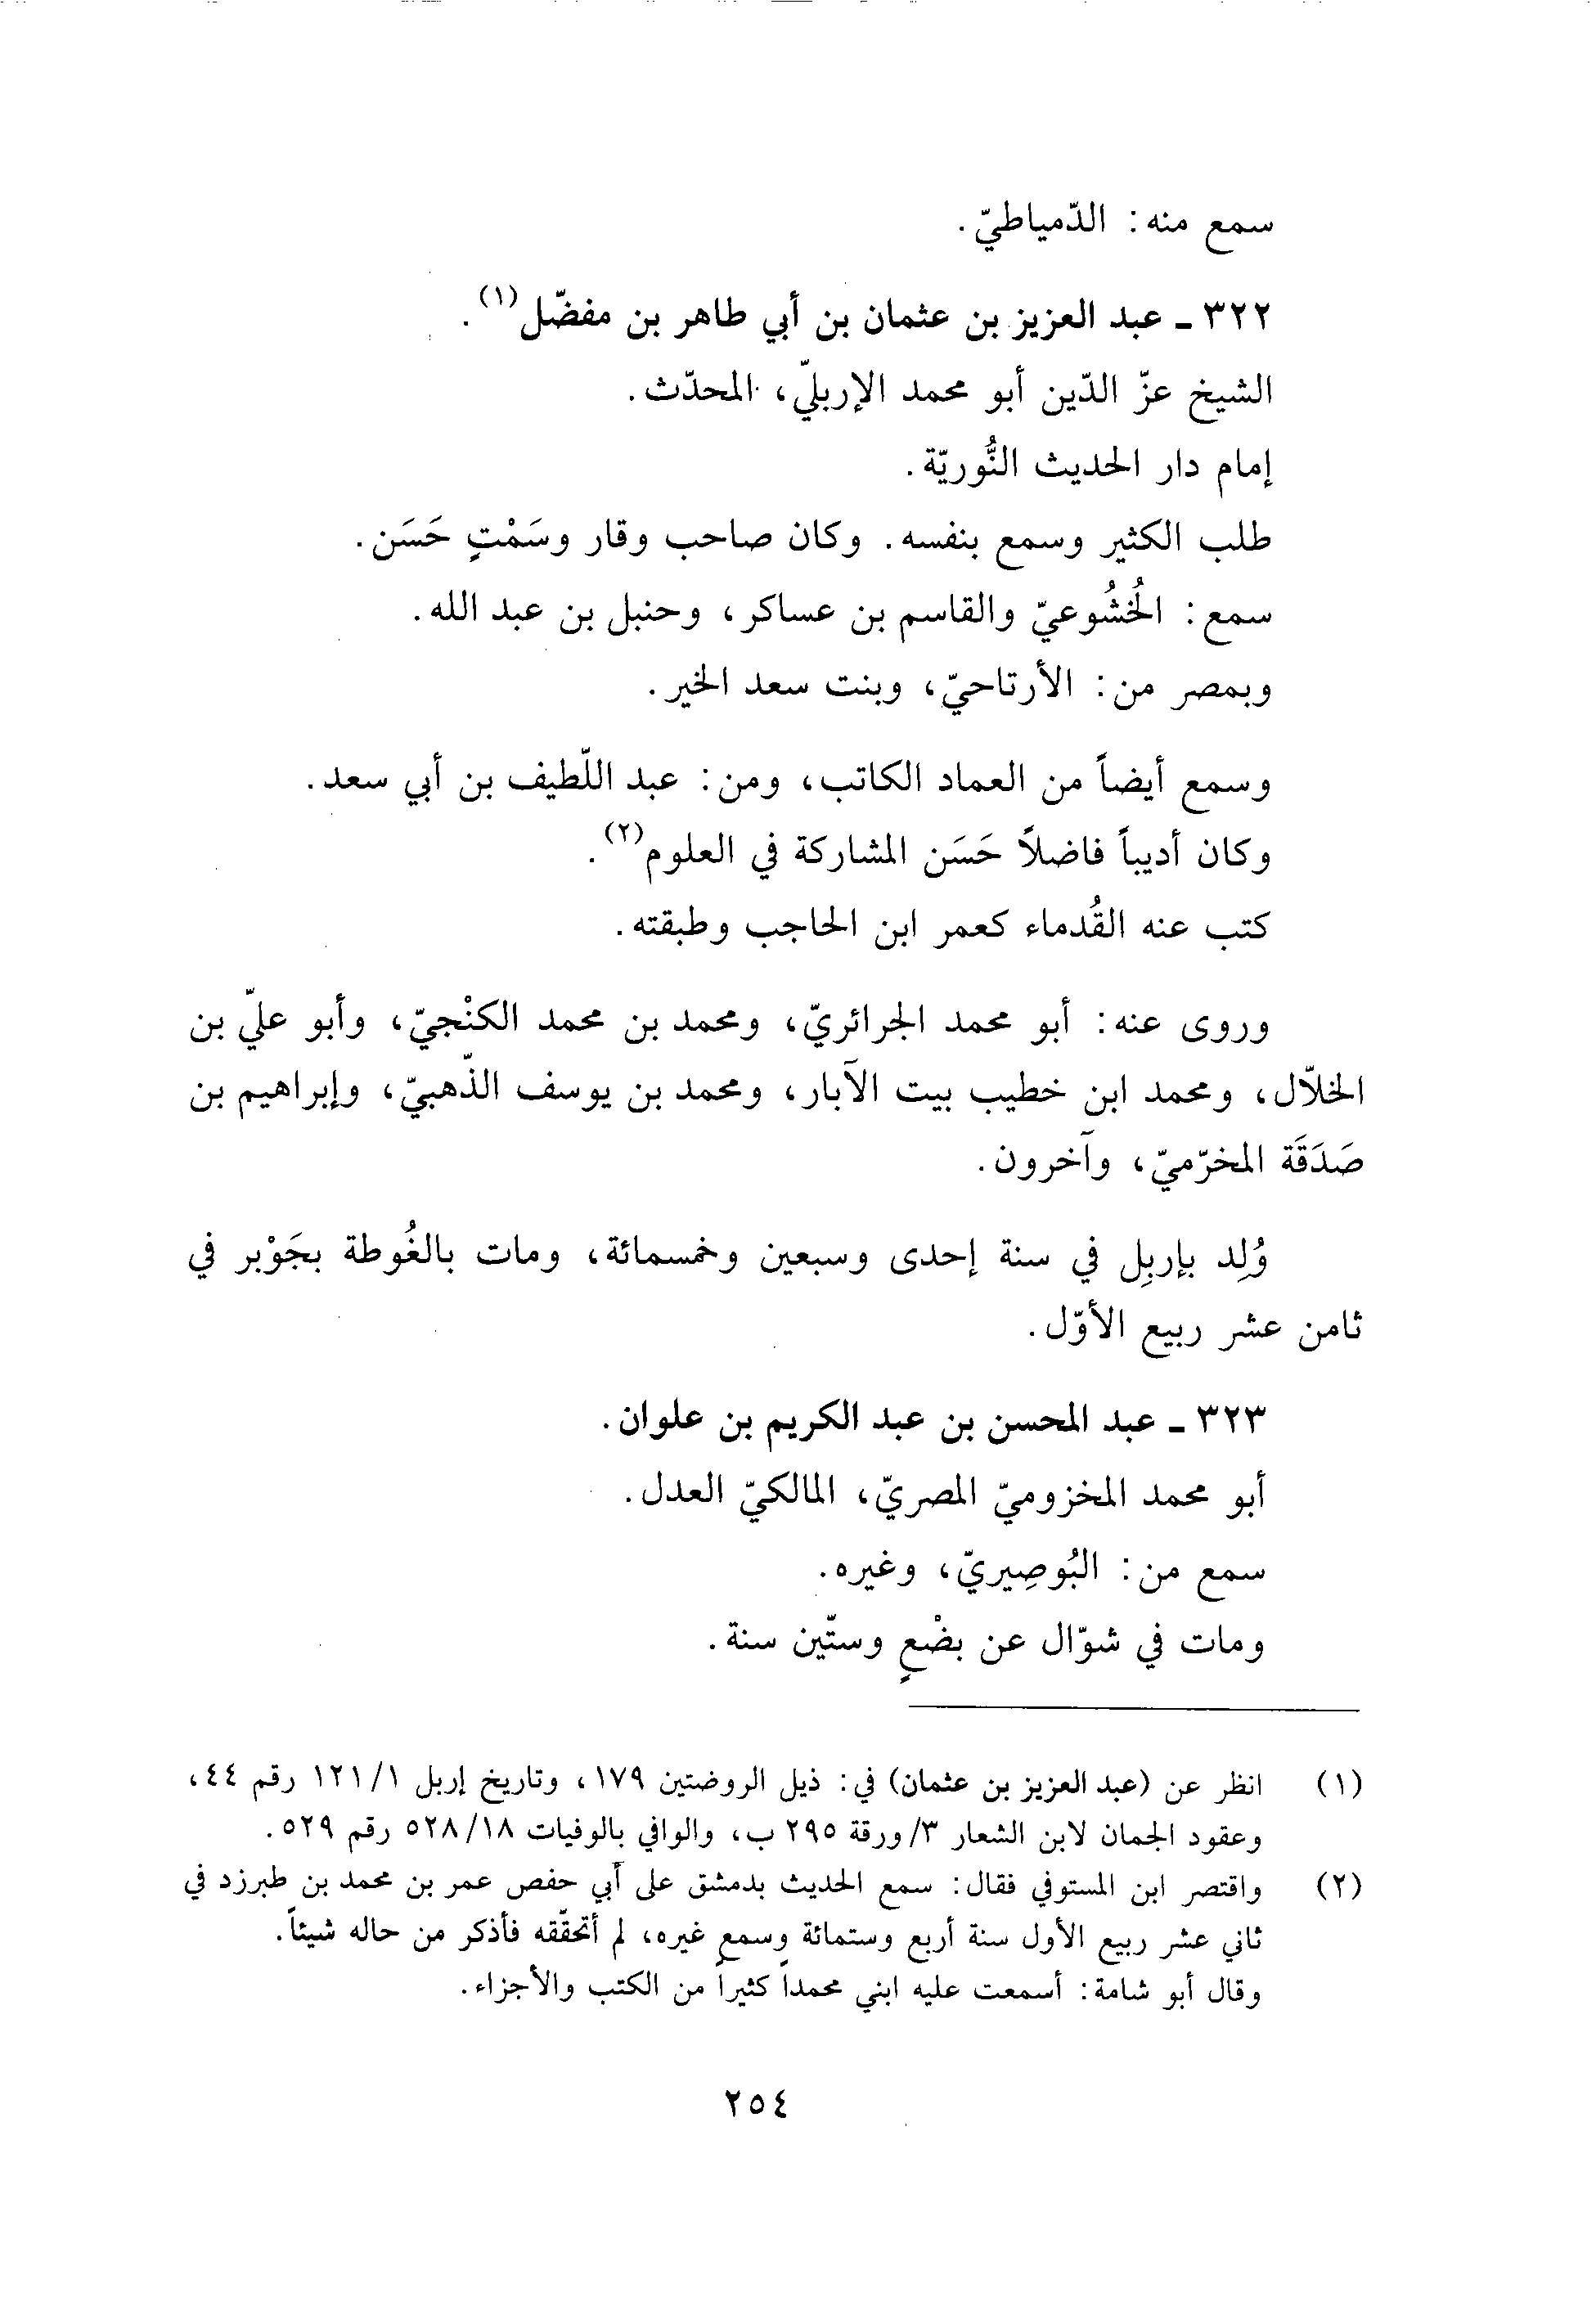 سمع منه: الدّمياطيّ.
٣٢٢ ـ عبد العزيز بن عثمان بن أبي طاهر بن مفضّل(١).
الشيخ عزّ الدّين أبو محمد الإربليّ، المحدّث.
إمام دار الحديث النُّوريّة.
طلب الكثير وسمع بنفسه. وكان صاحب وقار وسَمْتٍ حَسَن.
سمع: الخُشُوعيّ والقاسم بن عساكر، وحنبل بن عبد الله.
وبمصر من: الأرتاحيّ، وبنت سعد الخير.
وسمع أيضاً من العماد الكاتب، ومن: عبد اللّطيف بن أبي سعد.
وكان أديباً فاضلاً حَسَن المشاركة في العلوم(٢).
كتب عنه القُدماء كعمر ابن الحاجب وطبقته.
وروى عنه: أبو محمد الجرائريّ، ومحمد بن محمد الكنْجيّ، وأبو عليّ بن
الخلاّل، ومحمد ابن خطيب بيت الآبار، ومحمد بن يوسف الذّهبيّ، وإبراهيم بن
صَدَقَة المخرّميّ، وآخرون.
وُلِد بإربِل في سنة إحدى وسبعين وخمسمائة، ومات بالغُوطة بجَوْبر في
ثامن عشر ربيع الأوّل.
٣٢٣ ـ عبد المحسن بن عبد الكريم بن علوان.
أبو محمد المخزوميّ المصريّ، المالكيّ العدل.
سمع من: البُوصِيريّ، وغيره.
ومات في شوّال عن بضْعٍ وستّين سنة.
(١) انظر عن (عبد العزيز بن عثمان) في: ذيل الروضتين ١٧٩، وتاريخ إربل ١/ ١٢١ رقم ٤٤،
وعقود الجمان لابن الشعار ٣/ ورقة ٢٩٥ ب، والوافي بالوفيات ١٨/ ٥٢٨ رقم ٥٢٩.
(٢) واقتصر ابن المستوفي فقال: سمع الحديث بدمشق على أبي حفص عمر بن محمد بن طبرزد في
ثاني عشر ربيع الأول سنة أربع وستمائة وسمع غيره، لم أتحقّقه فأذكر من حاله شيئاً.
وقال أبو شامة: أسمعت عليه ابني محمداً كثيراً من الكتب والأجزاء.
٢٥٤